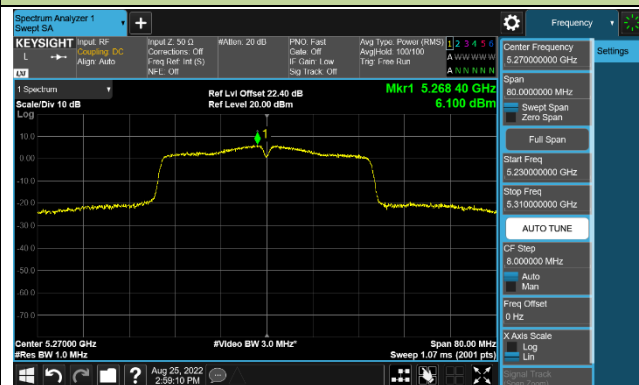 Spectrum Analyzer 1
Swept SA
Frequency
KEYSIGHT
Input: RF
Coupling: DC
Align: Auto
Input Z: 50 Ω
Corrections: Off
Freq Ref: Int (S)
NFE: Off
#Atten: 20 dB
PNO: Fast
Gate: Off
IF Gain: Low
Sig Track: Off
Avg Type: Power (RMS)
Avg|Hold: 100/100
Trig: Free Run
1 2 3 4 5 6
A W W W W W
A N N N N N
L
LXI
1 Spectrum
Scale/Div 10 dB
Log
Ref Lvl Offset 22.40 dB
Ref Level 20.00 dBm
Mkr1 5.268 40 GHz
6.100 dBm
1
10.0
0.00
-10.0
-20.0
-30.0
-40.0
-50.0
-60.0
-70.0
Center 5.27000 GHz
#Res BW 1.0 MHz
#Video BW 3.0 MHz*
Span 80.00 MHz
Sweep 1.07 ms (2001 pts)
Aug 25, 2022
2:59:10 PM
Settings
Center Frequency
5.270000000 GHz
Span
80.0000000 MHz
Swept Span
Zero Span
Full Span
Start Freq
5.230000000 GHz
Stop Freq
5.310000000 GHz
AUTO TUNE
CF Step
8.000000 MHz
Auto
Man
Freq Offset
0 Hz
X Axis Scale
Log
Lin
Signal Track
(Span Zoom)